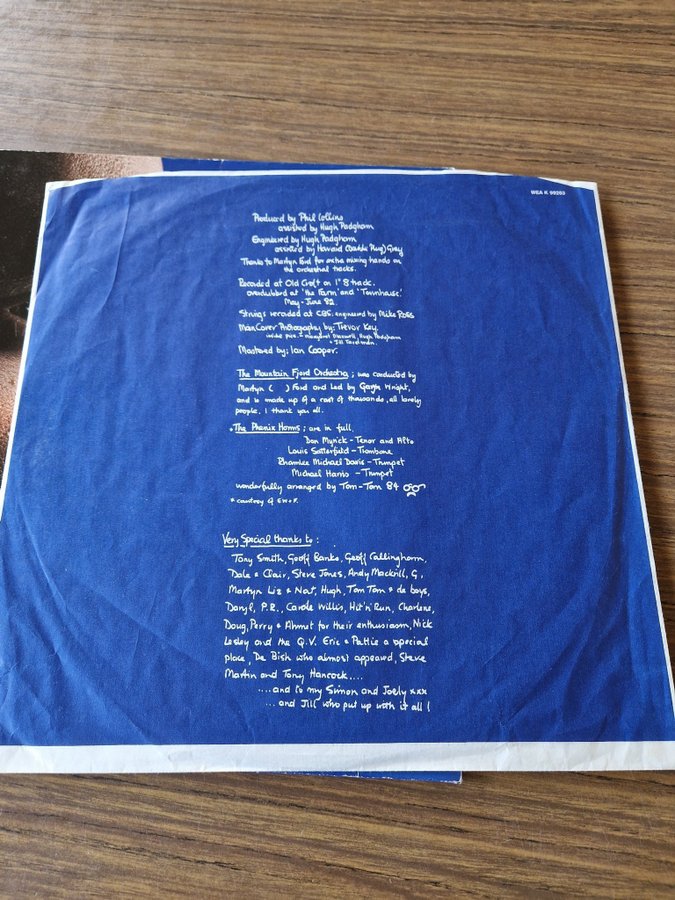 WEA K 99263
Produced by Phil Collins
assisted by Hugh Padgham
Engineered by Hugh Padgham
assisted by Howard Gray
Thanks to Martyn Ford for extra mixing hands on
the orchestral tracks.
Recorded at Old Croft on 1" 8 track.
overdubbed at 'the Farm' and 'Townhouse'.
May-June 82.
Strings recorded at CBS: engineered by Mike Ross
Main Cover Photography by: Trevor Key,
inside pics - Margaret Maxwell, Hugh Padgham
+ Jill Tavelman.
Mastered by: Ian Cooper.
The Mountain Fjord Orchestra; was conducted by
Martyn ( ) Ford and Led by Gavyn Wright,
and is made up of a cast of thousands, all lovely
people. I thank you all.
* The Phenix Horns; are in full.
Don Myrick - Tenor and Alto
Louis Satterfield - Trombone
Rhamlee Michael Davis - Trumpet
Michael Harris - Trumpet
wonderfully arranged by Tom-Tom 84
* courtesy of E.W+F.
Very Special thanks to:
Tony Smith, Geoff Banks, Geoff Callingham,
Dale + Clair, Steve Jones, Andy Mackrill, G,
Martyn Liz + Nat, Hugh, Tom Tom + de boys,
Daryl, P.R., Carole Willis, Hit'n'Run, Charlene,
Doug, Perry + Ahmet for their enthusiasm, Nick
Lesley and the Q.V. Eric + Pattie a special
place, De Bish who almost appeared, Steve
Martin and Tony Hancock....
....and to my Simon and Joely xxx
... and Jill who put up with it all!